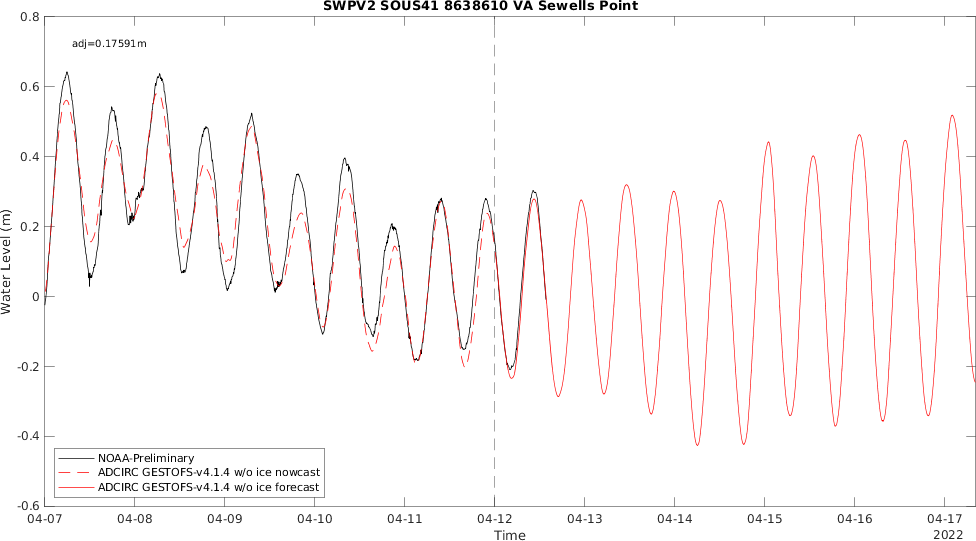 SWPV2 SOUS41 8638610 VA Sewells Point
adj=0.17591m
0.8
0.6
0.4
0.2
0
-0.2
-0.4
-0.6
Water Level (m)
NOAA-Preliminary
ADCIRC GESTOFS-v4.1.4 w/o ice nowcast
ADCIRC GESTOFS-v4.1.4 w/o ice forecast
04-07 04-08 04-09 04-10 04-11 04-12 04-13 04-14 04-15 04-16 04-17
Time
2022